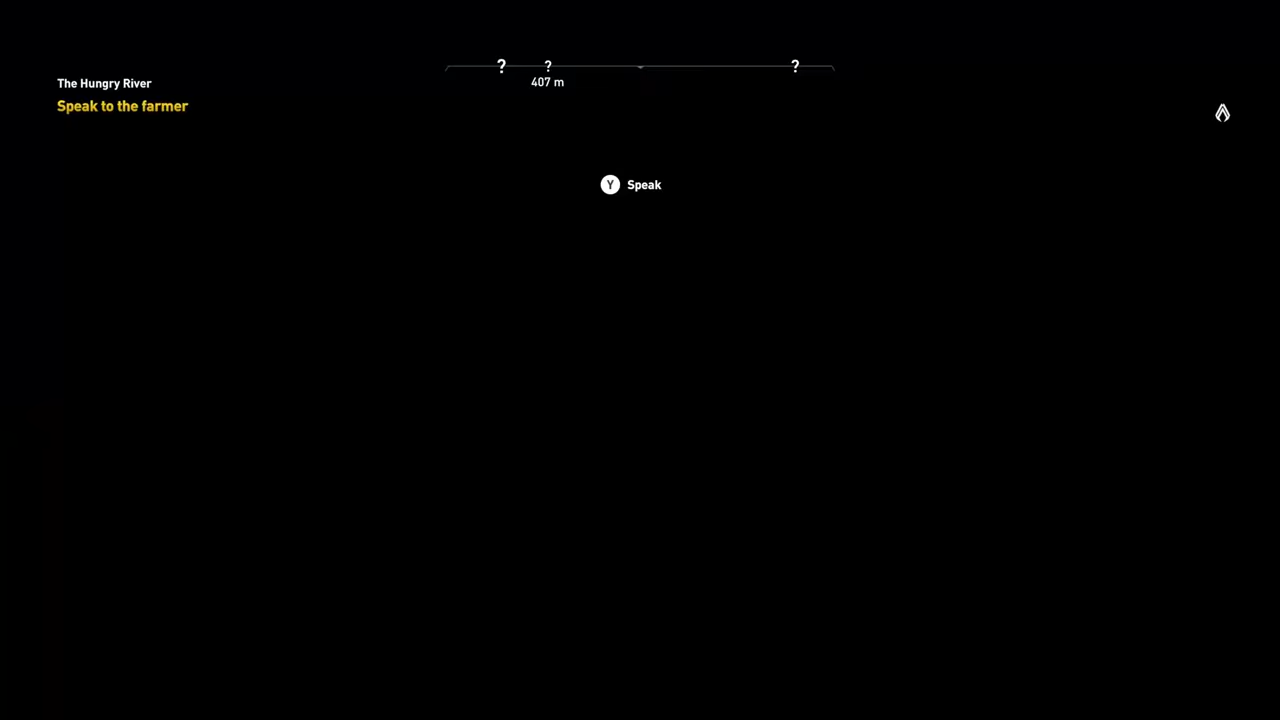 ? ? ?
407 m
The Hungry River
Speak to the farmer
Y Speak